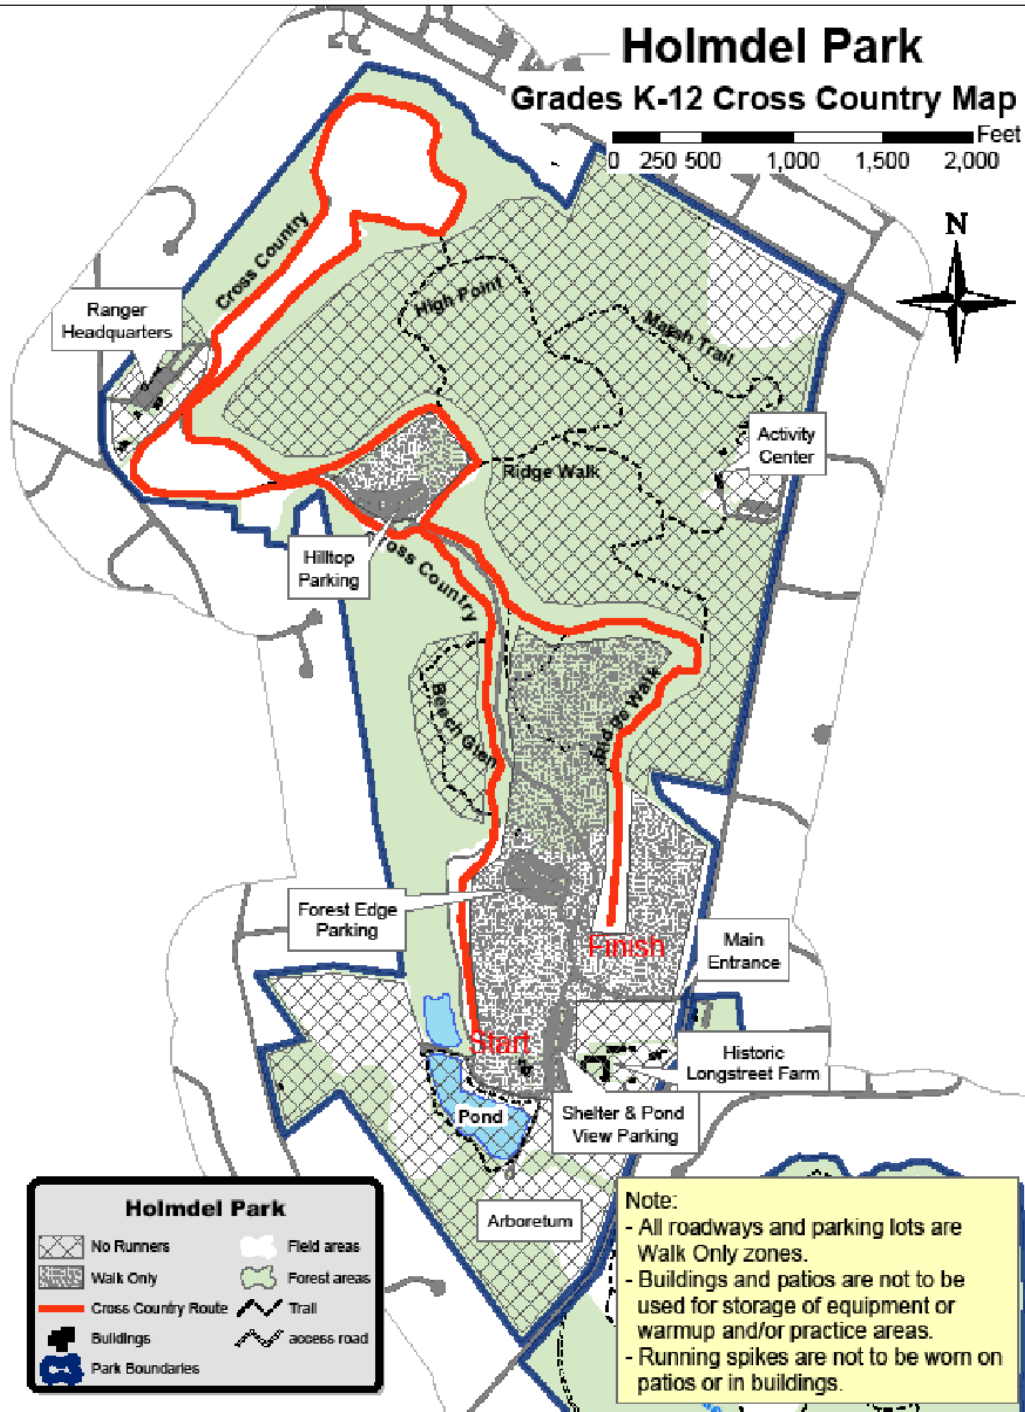 Holmdel Park
Grades K-12 Cross Country Map
Feet
0 250 500 1,000 1,500 2,000
N
Cross Country
Ranger
Headquarters
High Point
Marsh Trail
Activity
Center
Ridge Walk
Hilltop
Parking
Cross Country
Beech Glen
Ridge Walk
Forest Edge
Parking
Finish
Main
Entrance
Start
Historic
Longstreet Farm
Pond
Shelter & Pond
View Parking
Arboretum
Holmdel Park
No Runners
Field areas
Walk Only
Forest areas
Cross Country Route
Trail
Buildings
access road
Park Boundaries
Note:
- All roadways and parking lots are
Walk Only zones.
- Buildings and patios are not to be
used for storage of equipment or
warmup and/or practice areas.
- Running spikes are not to be worn on
patios or in buildings.